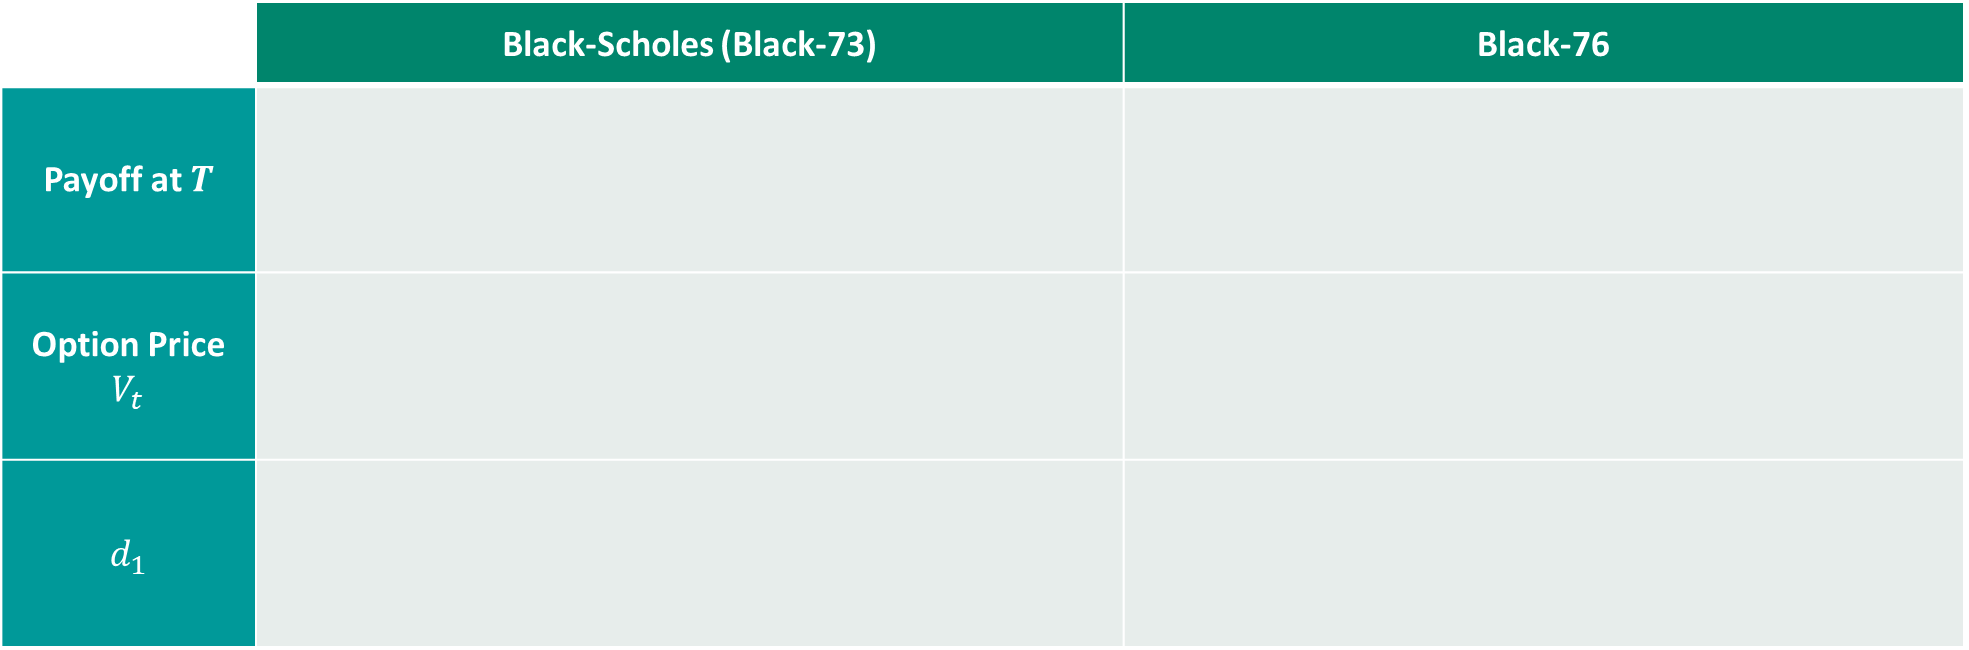 Black-Scholes (Black-73)
Black-76
Payoff at T
Option Price
V_t
d_1